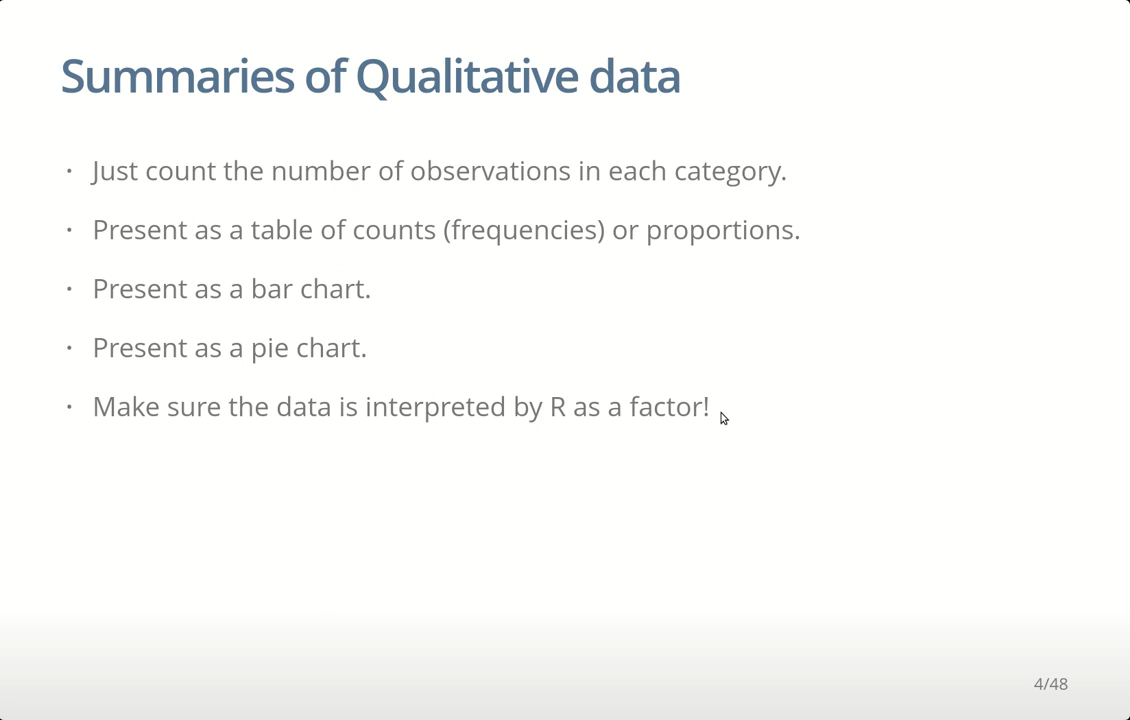 Summaries of Qualitative data
· Just count the number of observations in each category.
· Present as a table of counts (frequencies) or proportions.
· Present as a bar chart.
· Present as a pie chart.
· Make sure the data is interpreted by R as a factor!
4/48